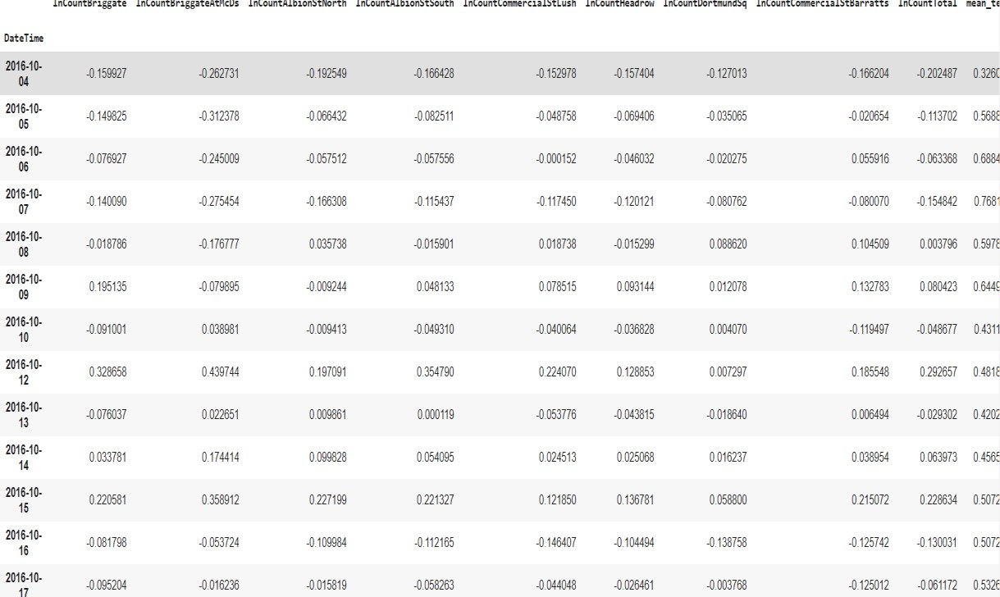 InCountBriggate InCountBriggateAtMcDs InCountAlbionStNorth InCountAlbionStSouth InCountCommercialStLush InCountHeadrow InCountDortmundSq InCountCommercialStBarratts InCountTotal mean_te
DateTime
2016-10-04 -0.159927 -0.262731 -0.192549 -0.166428 -0.152978 -0.157404 -0.127013 -0.166204 -0.202487 0.3260
2016-10-05 -0.149825 -0.312378 -0.066432 -0.082511 -0.048758 -0.069406 -0.035065 -0.020654 -0.113702 0.5688
2016-10-06 -0.076927 -0.245009 -0.057512 -0.057556 -0.000152 -0.046032 -0.020275 0.055916 -0.063368 0.6884
2016-10-07 -0.140090 -0.275454 -0.166308 -0.115437 -0.117450 -0.120121 -0.080762 -0.080070 -0.154842 0.7681
2016-10-08 -0.018786 -0.176777 0.035738 -0.015901 0.018738 -0.015299 0.088620 0.104509 0.003796 0.5978
2016-10-09 0.195135 -0.079895 -0.009244 0.048133 0.078515 0.093144 0.012078 0.132783 0.080423 0.6449
2016-10-10 -0.091001 0.038981 -0.009413 -0.049310 -0.040064 -0.036828 0.004070 -0.119497 -0.048677 0.4311
2016-10-12 0.328658 0.439744 0.197091 0.354790 0.224070 0.128853 0.007297 0.185548 0.292657 0.4818
2016-10-13 -0.076037 0.022651 0.009861 0.000119 -0.053776 -0.043815 -0.018640 0.006494 -0.029302 0.4202
2016-10-14 0.033781 0.174414 0.099828 0.054095 0.024513 0.025068 0.016237 0.038954 0.063973 0.4565
2016-10-15 0.220581 0.358912 0.227199 0.221327 0.121850 0.136781 0.058800 0.215072 0.228634 0.5072
2016-10-16 -0.081798 -0.053724 -0.109984 -0.112165 -0.146407 -0.104494 -0.138758 -0.125742 -0.130031 0.5072
2016-10-17 -0.095204 -0.016236 -0.015819 -0.058263 -0.044048 -0.026461 -0.003768 -0.125012 -0.061172 0.5326